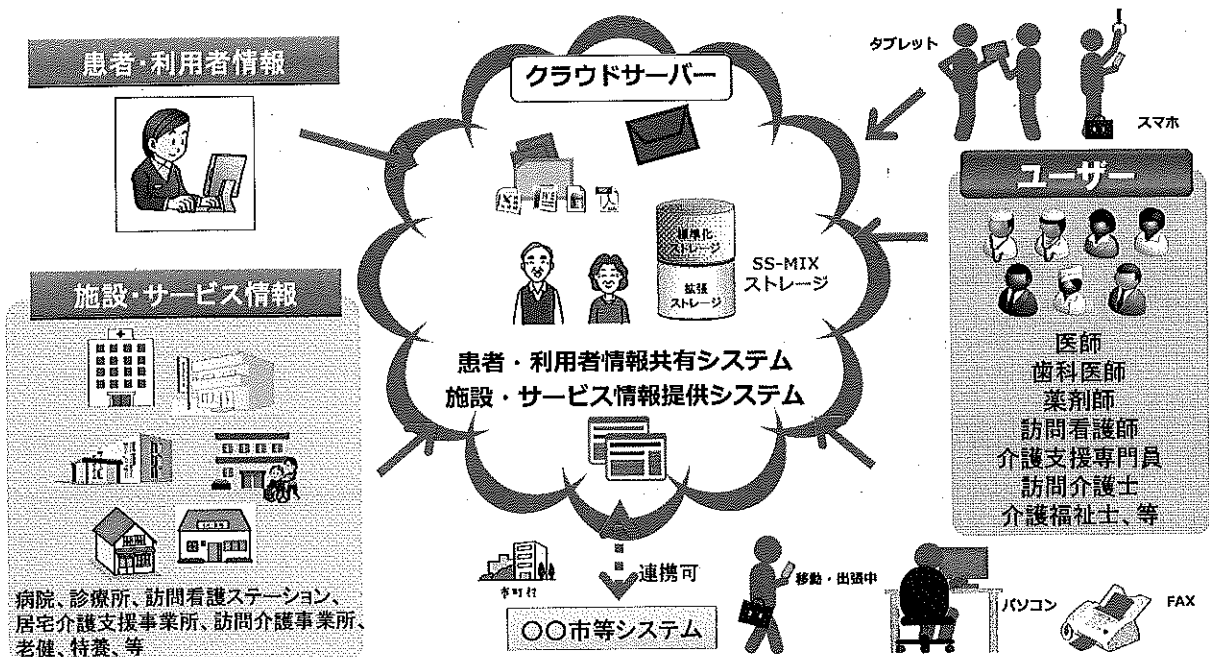 患者・利用者情報
施設・サービス情報
病院、診療所、訪問看護ステーション、
居宅介護支援事業所、訪問介護事業所、
老健、特養、等
クラウドサーバー
標準化
ストレージ
拡張
ストレージ
SS-MIX
ストレージ
患者・利用者情報共有システム
施設・サービス情報提供システム
市町村
連携可
〇〇市等システム
タブレット
スマホ
ユーザー
医師
歯科医師
薬剤師
訪問看護師
介護支援専門員
訪問介護士
介護福祉士、等
移動・出張中
パソコン
FAX